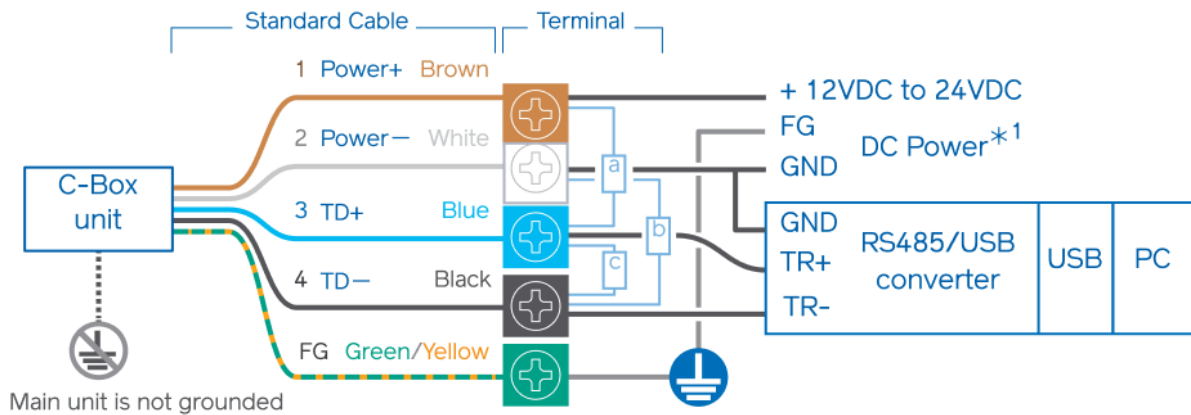 Standard Cable
Terminal
1 Power+ Brown
+ 12VDC to 24VDC
FG
DC Power*1
2 Power− White
a
GND
C-Box
unit
3 TD+ Blue
b
GND
RS485/USB
converter
USB
PC
TR+
c
4 TD− Black
TR-
FG Green/Yellow
Main unit is not grounded